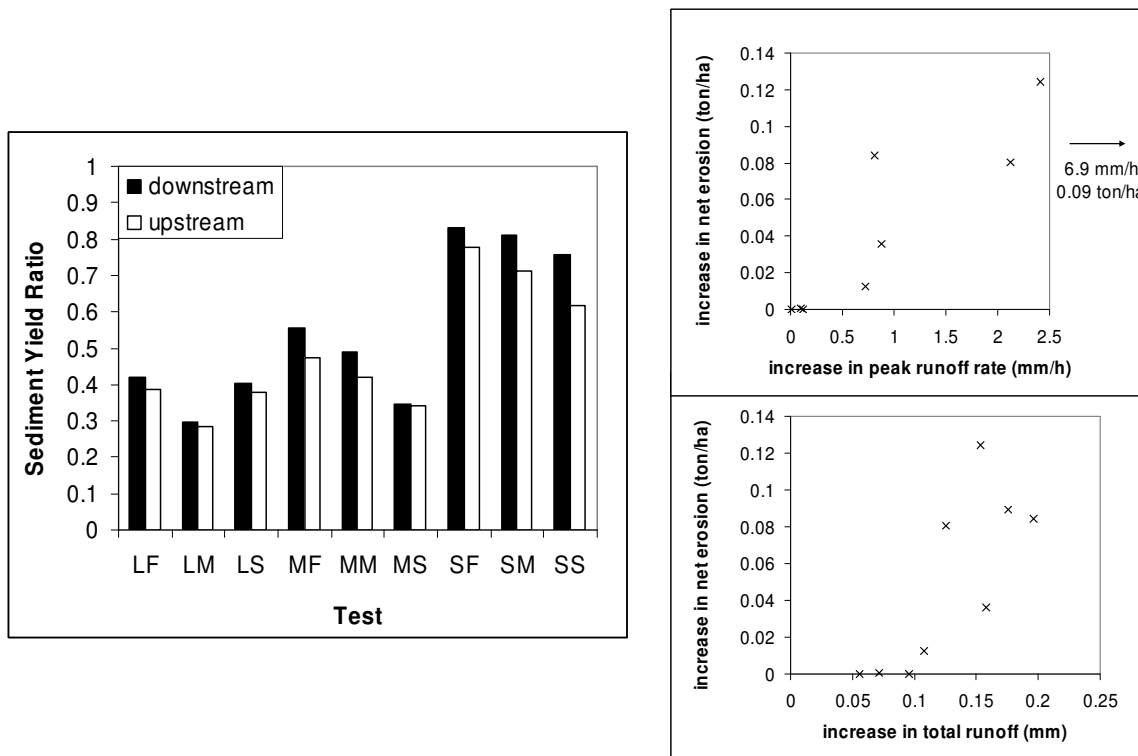 Sediment Yield Ratio
1
0.9
0.8
0.7
0.6
0.5
0.4
0.3
0.2
0.1
0
downstream
upstream
LF LM LS MF MM MS SF SM SS
Test
increase in net erosion (ton/ha)
0.14
0.12
0.1
0.08
0.06
0.04
0.02
0
0 0.5 1 1.5 2 2.5
increase in peak runoff rate (mm/h)
6.9 mm/h
0.09 ton/ha
increase in net erosion (ton/ha)
0.14
0.12
0.1
0.08
0.06
0.04
0.02
0
0 0.05 0.1 0.15 0.2 0.25
increase in total runoff (mm)